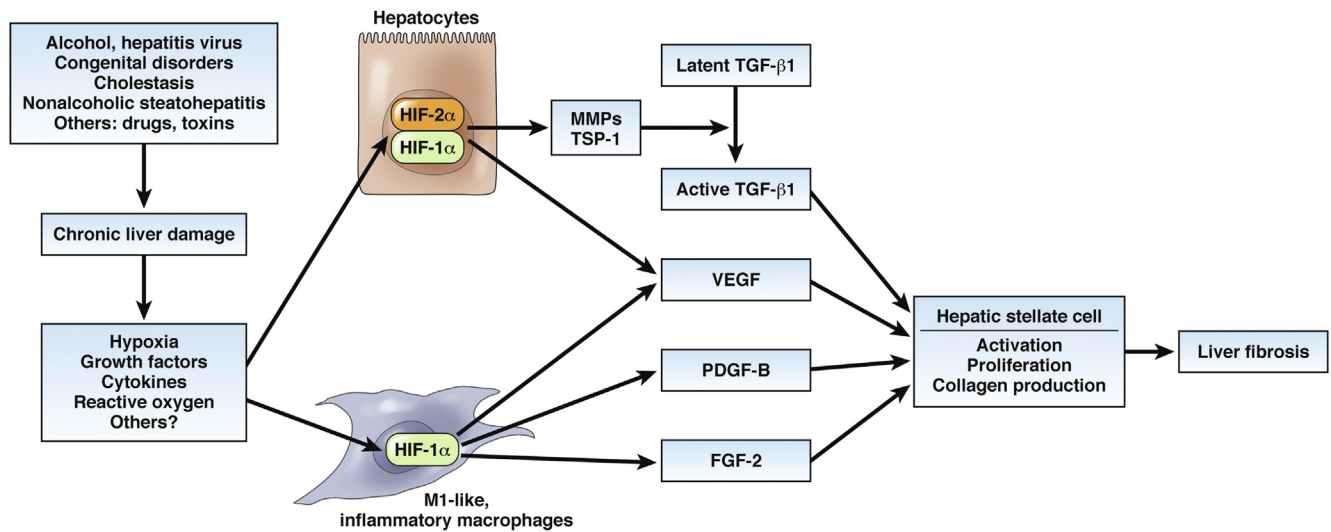 Alcohol, hepatitis virus
Congenital disorders
Cholestasis
Nonalcoholic steatohepatitis
Others: drugs, toxins
Chronic liver damage
Hypoxia
Growth factors
Cytokines
Reactive oxygen
Others?
Hepatocytes
HIF-2α
HIF-1α
HIF-1α
M1-like,
inflammatory macrophages
MMPs
TSP-1
Latent TGF-β1
Active TGF-β1
VEGF
PDGF-B
FGF-2
Hepatic stellate cell
Activation
Proliferation
Collagen production
Liver fibrosis